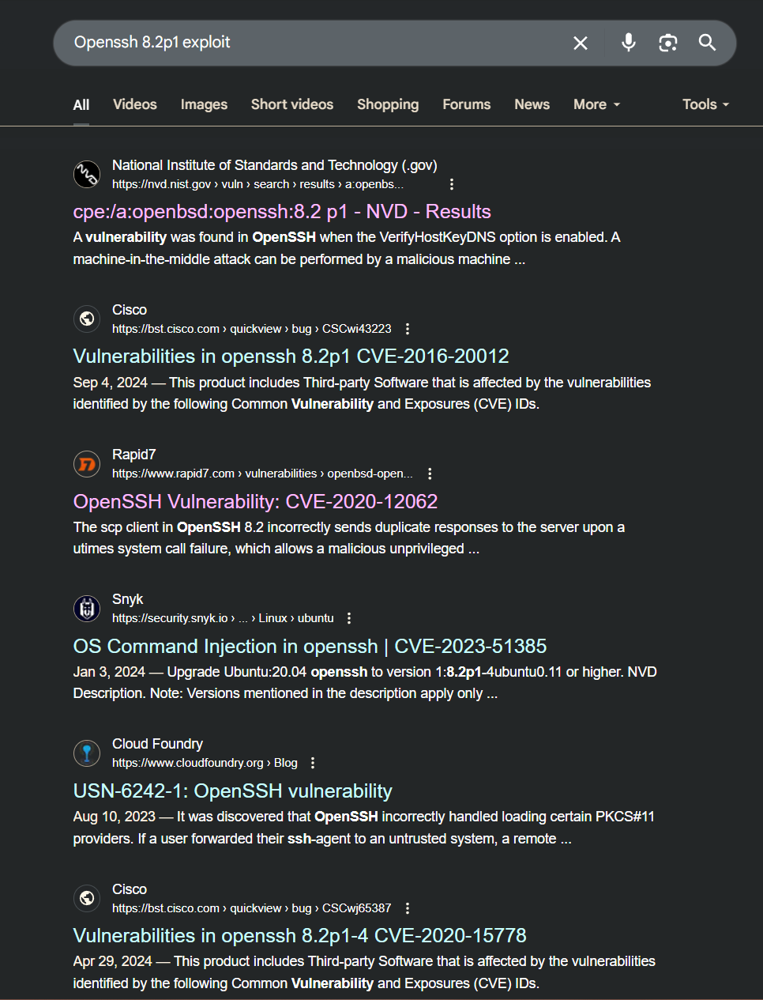 Openssh 8.2p1 exploit
All Videos Images Short videos Shopping Forums News More Tools
National Institute of Standards and Technology (.gov)
https://nvd.nist.gov › vuln › search › results › a:openbs...
cpe:/a:openbsd:openssh:8.2 p1 - NVD - Results
A vulnerability was found in OpenSSH when the VerifyHostKeyDNS option is enabled. A
machine-in-the-middle attack can be performed by a malicious machine ...
Cisco
https://bst.cisco.com › quickview › bug › CSCwi43223
Vulnerabilities in openssh 8.2p1 CVE-2016-20012
Sep 4, 2024 — This product includes Third-party Software that is affected by the vulnerabilities
identified by the following Common Vulnerability and Exposures (CVE) IDs.
Rapid7
https://www.rapid7.com › vulnerabilities › openbsd-open...
OpenSSH Vulnerability: CVE-2020-12062
The scp client in OpenSSH 8.2 incorrectly sends duplicate responses to the server upon a
utimes system call failure, which allows a malicious unprivileged ...
Snyk
https://security.snyk.io › ... › Linux › ubuntu
OS Command Injection in openssh | CVE-2023-51385
Jan 3, 2024 — Upgrade Ubuntu:20.04 openssh to version 1:8.2p1-4ubuntu0.11 or higher. NVD
Description. Note: Versions mentioned in the description apply only ...
Cloud Foundry
https://www.cloudfoundry.org › Blog
USN-6242-1: OpenSSH vulnerability
Aug 10, 2023 — It was discovered that OpenSSH incorrectly handled loading certain PKCS#11
providers. If a user forwarded their ssh-agent to an untrusted system, a remote ...
Cisco
https://bst.cisco.com › quickview › bug › CSCwj65387
Vulnerabilities in openssh 8.2p1-4 CVE-2020-15778
Apr 29, 2024 — This product includes Third-party Software that is affected by the vulnerabilities
identified by the following Common Vulnerability and Exposures (CVE) IDs.